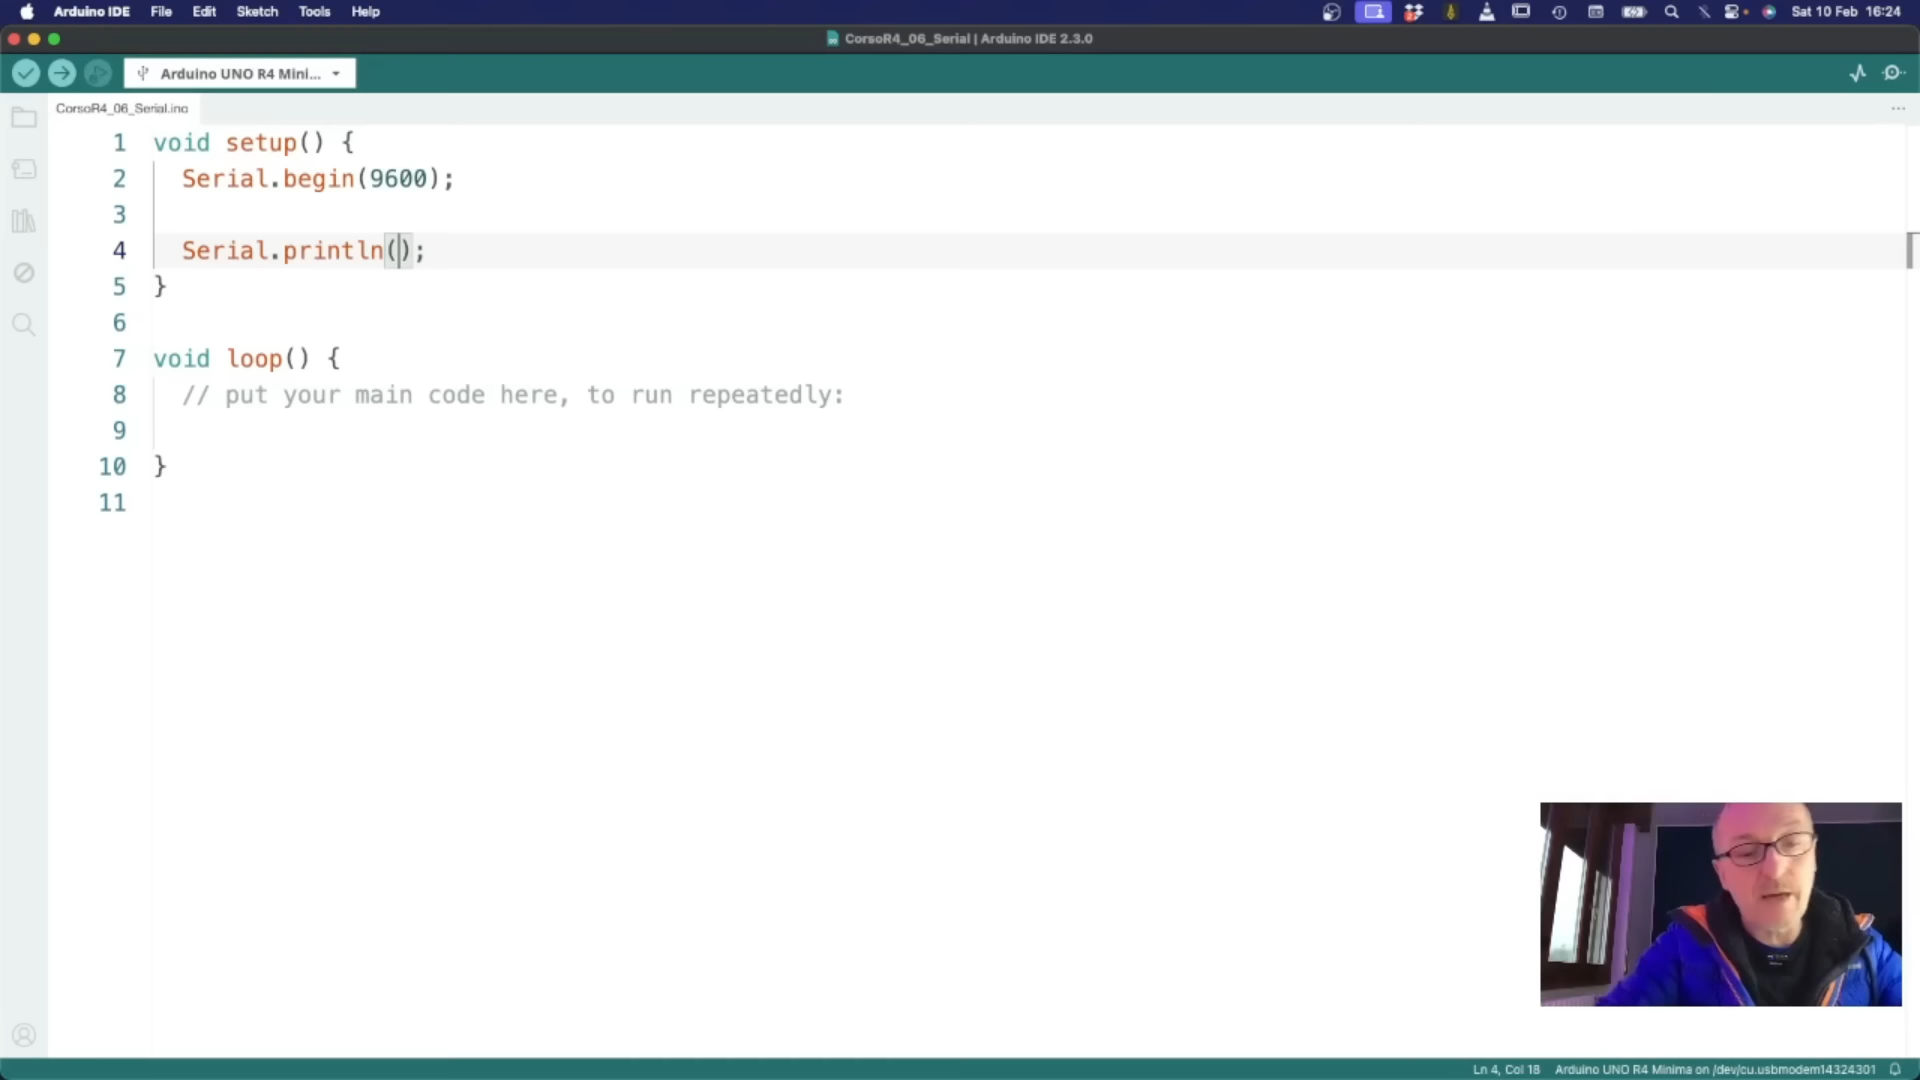 Arduino IDE File Edit Sketch Tools Help Sat 10 Feb 16:24
CorsoR4_06_Serial | Arduino IDE 2.3.0
Arduino UNO R4 Mini...
CorsoR4_06_Serial.ino
1 void setup() {
2 Serial.begin(9600);
3
4 Serial.println();
5 }
6
7 void loop() {
8 // put your main code here, to run repeatedly:
9
10 }
11
Ln 4, Col 18 Arduino UNO R4 Minima on /dev/cu.usbmodem14324301